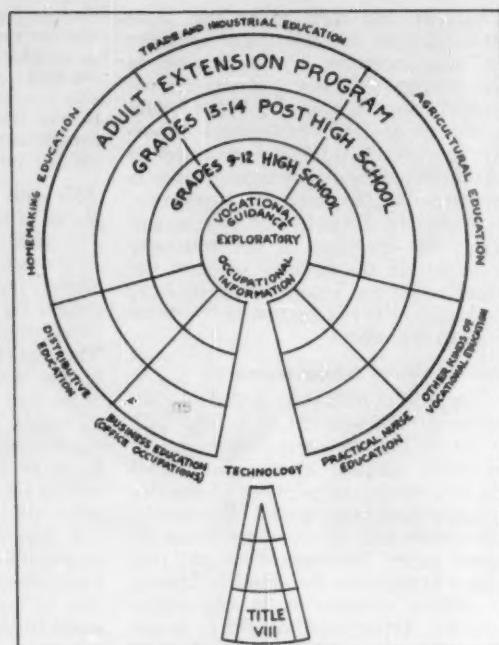 TRADE AND INDUSTRIAL EDUCATION
HOMEMAKING EDUCATION
AGRICULTURAL EDUCATION
ADULT EXTENSION PROGRAM
GRADES 13-14 POST HIGH SCHOOL
GRADES 9-12 HIGH SCHOOL
VOCATIONAL
GUIDANCE
EXPLORATORY
OCCUPATIONAL
INFORMATION
DISTRIBUTIVE
EDUCATION
BUSINESS EDUCATION
(OFFICE OCCUPATIONS)
OTHER KINDS OF
VOCATIONAL EDUCATION
PRACTICAL NURSE
EDUCATION
TECHNOLOGY
TITLE
VIII